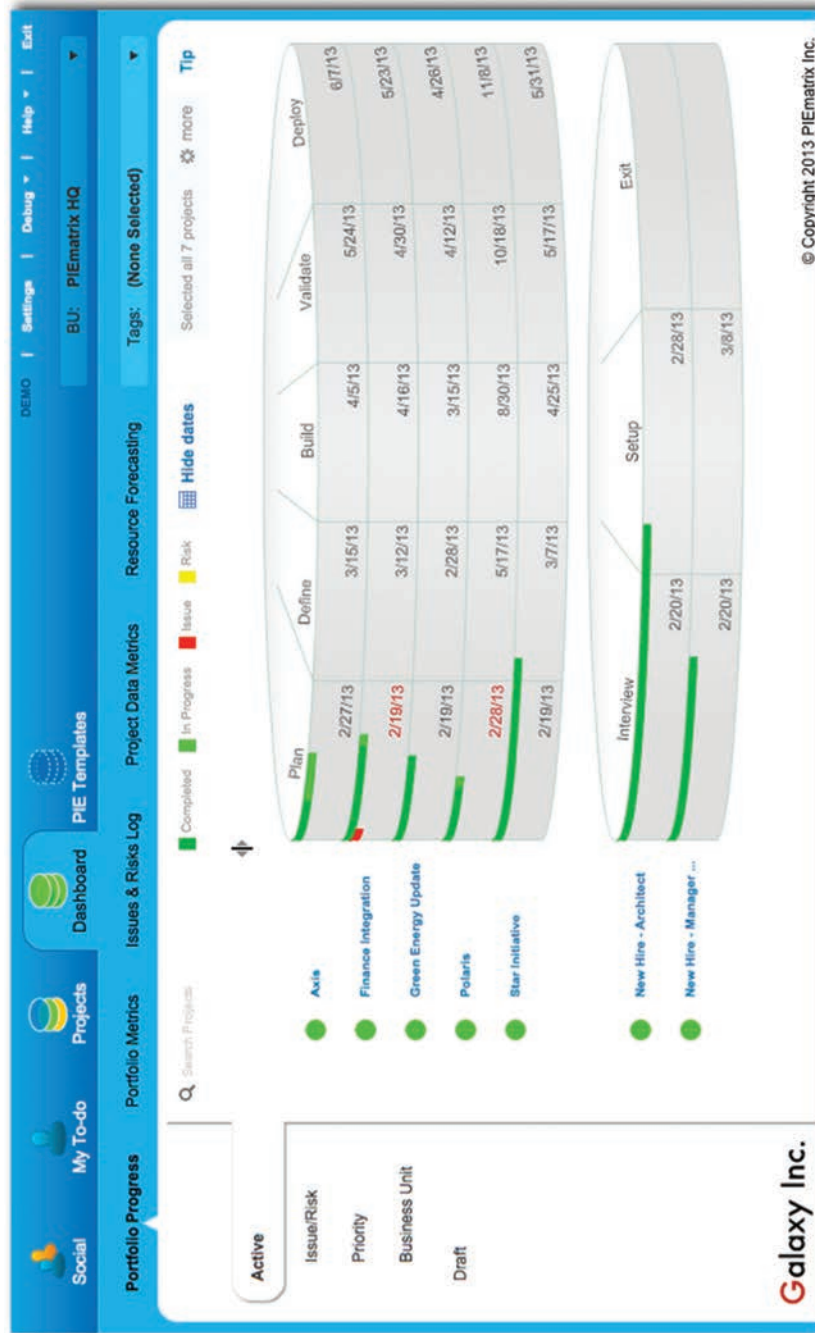 DEMO | Settings | Debug | Help | Exit
Social My To-do Projects Dashboard PIE Templates BU: PIEmatrix HQ
Portfolio Progress Portfolio Metrics Issues & Risks Log Project Data Metrics Resource Forecasting Tags: (None Selected)
Search Projects Completed In Progress Issue Risk Hide dates Selected all 7 projects more Tip
Active
Issue/Risk
Priority
Business Unit
Draft
Plan Define Build Validate Deploy
Axis 2/27/13 3/15/13 4/5/13 5/24/13 6/7/13
Finance Integration 2/19/13 3/12/13 4/16/13 4/30/13 5/23/13
Green Energy Update 2/19/13 2/28/13 3/15/13 4/12/13 4/26/13
Polaris 2/28/13 5/17/13 8/30/13 10/18/13 11/8/13
Star Initiative 2/19/13 3/7/13 4/25/13 5/17/13 5/31/13
Interview Setup Exit
New Hire - Architect 2/20/13 2/28/13
New Hire - Manager ... 2/20/13 3/8/13
Galaxy Inc.
© Copyright 2013 PIEmatrix Inc.